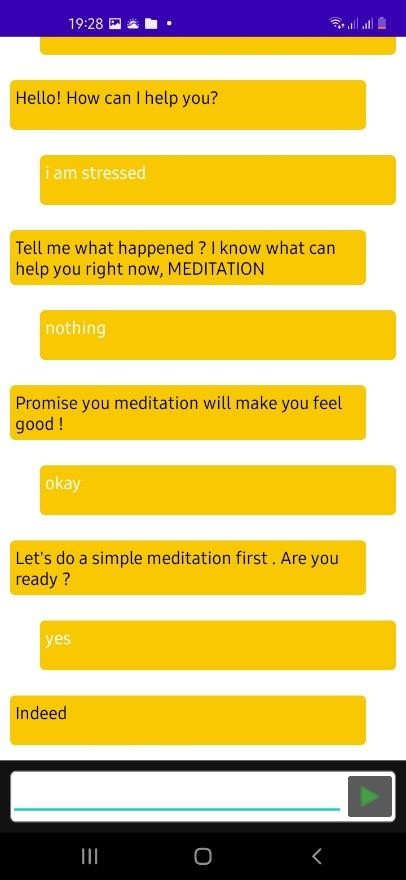 19:28
Hello! How can I help you?
i am stressed
Tell me what happened ? I know what can
help you right now, MEDITATION
nothing
Promise you meditation will make you feel
good !
okay
Let's do a simple meditation first . Are you
ready ?
yes
Indeed